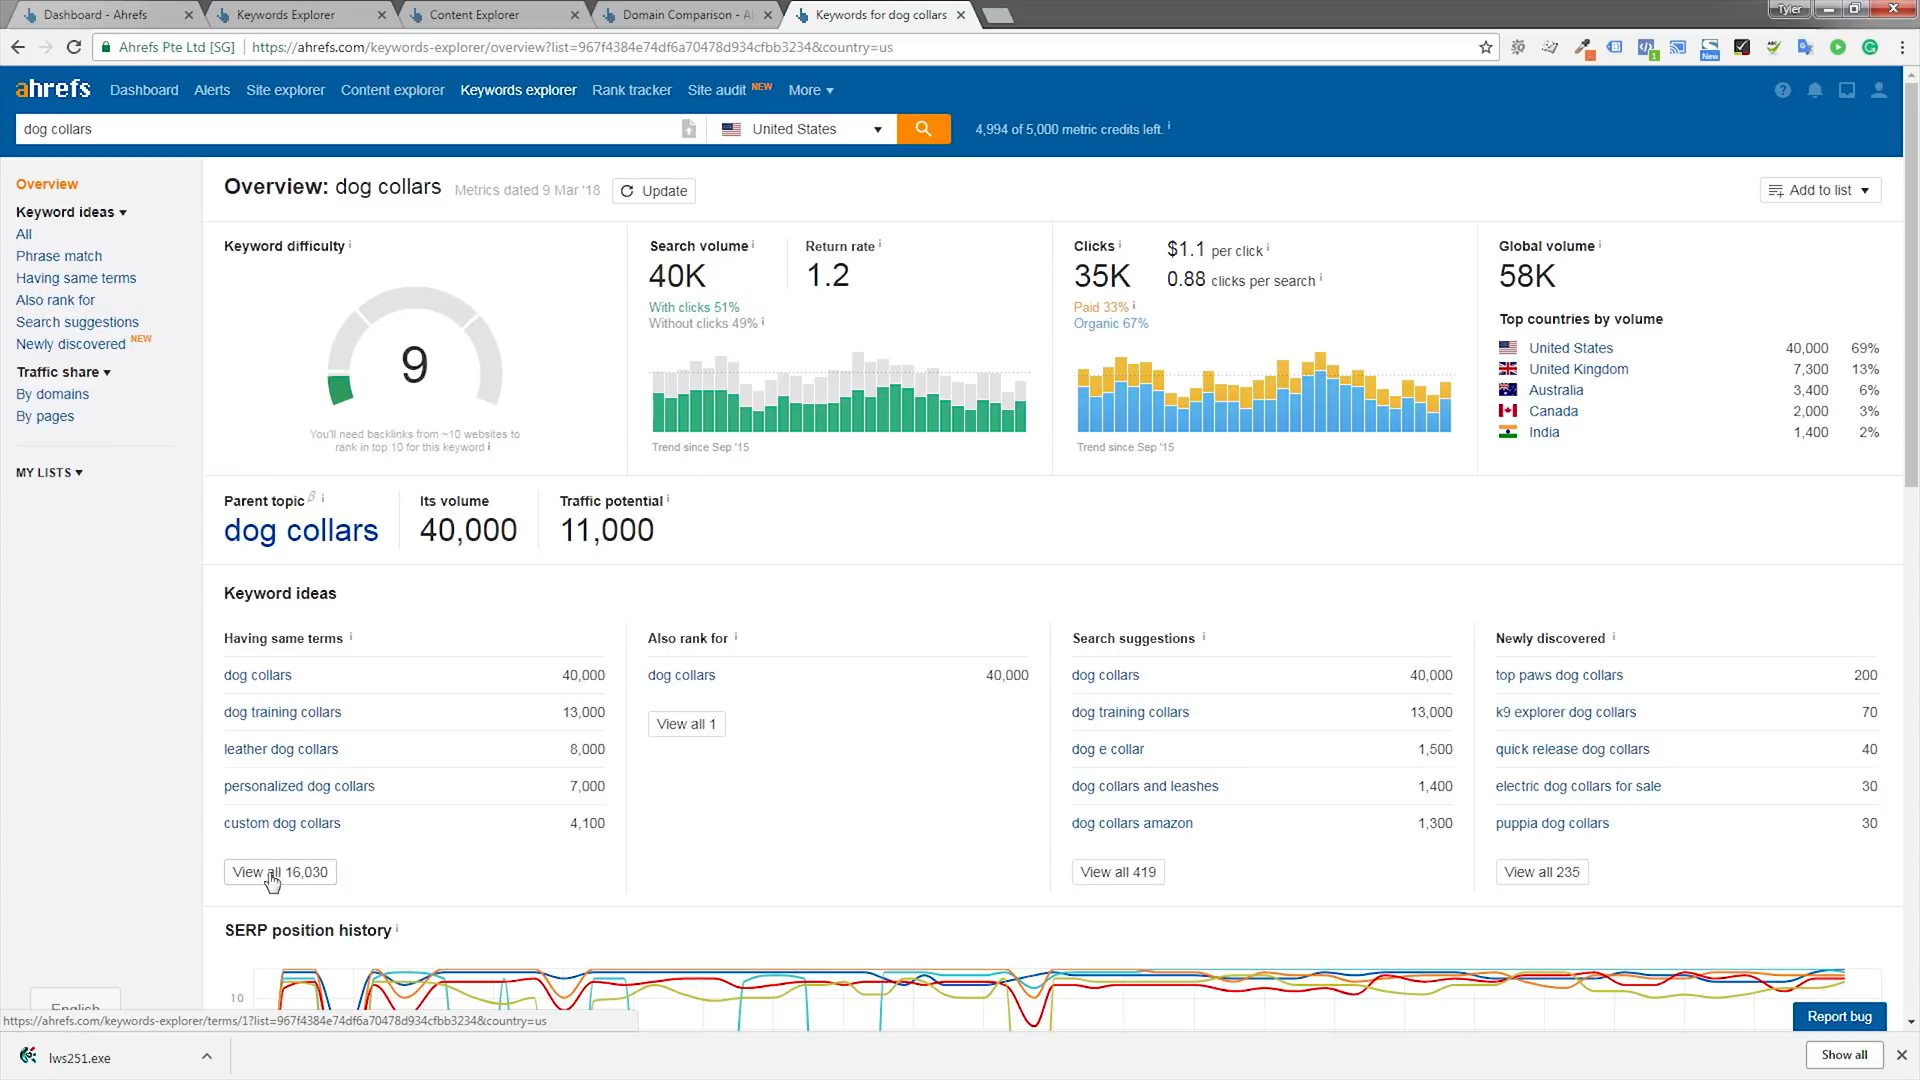 Dashboard - Ahrefs
Keywords Explorer
Content Explorer
Domain Comparison - A
Keywords for dog collars
Tyler
Ahrefs Pte Ltd [SG]
https://ahrefs.com/keywords-explorer/overview?list=967f4384e74df6a70478d934cfbb3234&country=us
1
New
ahrefs
Dashboard
Alerts
Site explorer
Content explorer
Keywords explorer
Rank tracker
Site audit NEW
More
dog collars
United States
4,994 of 5,000 metric credits left. i
Overview
Keyword ideas
All
Phrase match
Having same terms
Also rank for
Search suggestions
Newly discovered NEW
Traffic share
By domains
By pages
MY LISTS
Overview: dog collars
Metrics dated 9 Mar '18
Update
Add to list
Keyword difficulty i
9
You'll need backlinks from ~10 websites to
rank in top 10 for this keyword i
Search volume i
40K
With clicks 51%
Without clicks 49% i
Return rate i
1.2
Trend since Sep '15
Clicks i
35K
Paid 33% i
Organic 67%
$1.1 per click i
0.88 clicks per search i
Trend since Sep '15
Global volume i
58K
Top countries by volume
United States 40,000 69%
United Kingdom 7,300 13%
Australia 3,400 6%
Canada 2,000 3%
India 1,400 2%
Parent topic β i
dog collars
Its volume
40,000
Traffic potential i
11,000
Keyword ideas
Having same terms i
dog collars 40,000
dog training collars 13,000
leather dog collars 8,000
personalized dog collars 7,000
custom dog collars 4,100
View all 16,030
Also rank for i
dog collars 40,000
View all 1
Search suggestions i
dog collars 40,000
dog training collars 13,000
dog e collar 1,500
dog collars and leashes 1,400
dog collars amazon 1,300
View all 419
Newly discovered i
top paws dog collars 200
k9 explorer dog collars 70
quick release dog collars 40
electric dog collars for sale 30
puppia dog collars 30
View all 235
SERP position history i
10
English
Report bug
https://ahrefs.com/keywords-explorer/terms/1?list=967f4384e74df6a70478d934cfbb3234&country=us
lws251.exe
Show all